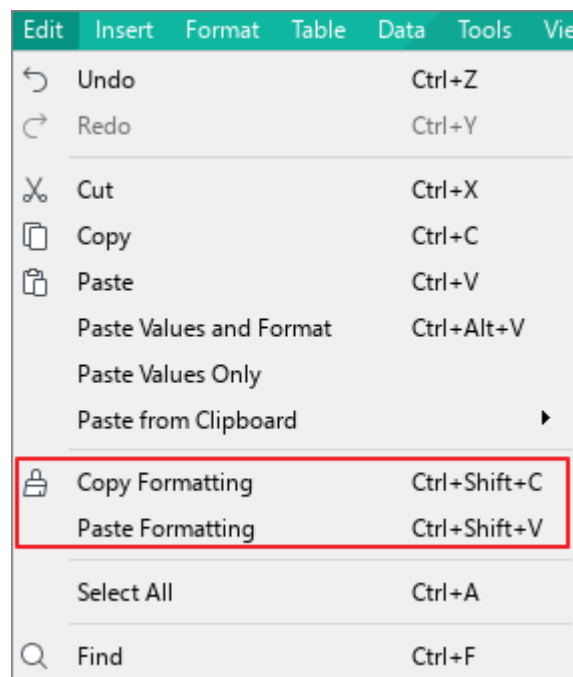 Edit Insert Format Table Data Tools Vie
Undo Ctrl+Z
Redo Ctrl+Y
Cut Ctrl+X
Copy Ctrl+C
Paste Ctrl+V
Paste Values and Format Ctrl+Alt+V
Paste Values Only
Paste from Clipboard
Copy Formatting Ctrl+Shift+C
Paste Formatting Ctrl+Shift+V
Select All Ctrl+A
Find Ctrl+F